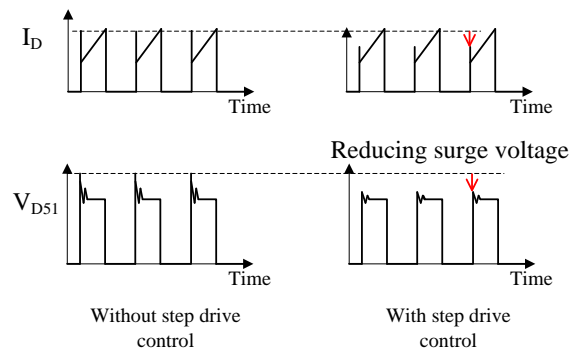 I_D
Time
Time
Reducing surge voltage
V_D51
Time
Time
Without step drive
control
With step drive
control